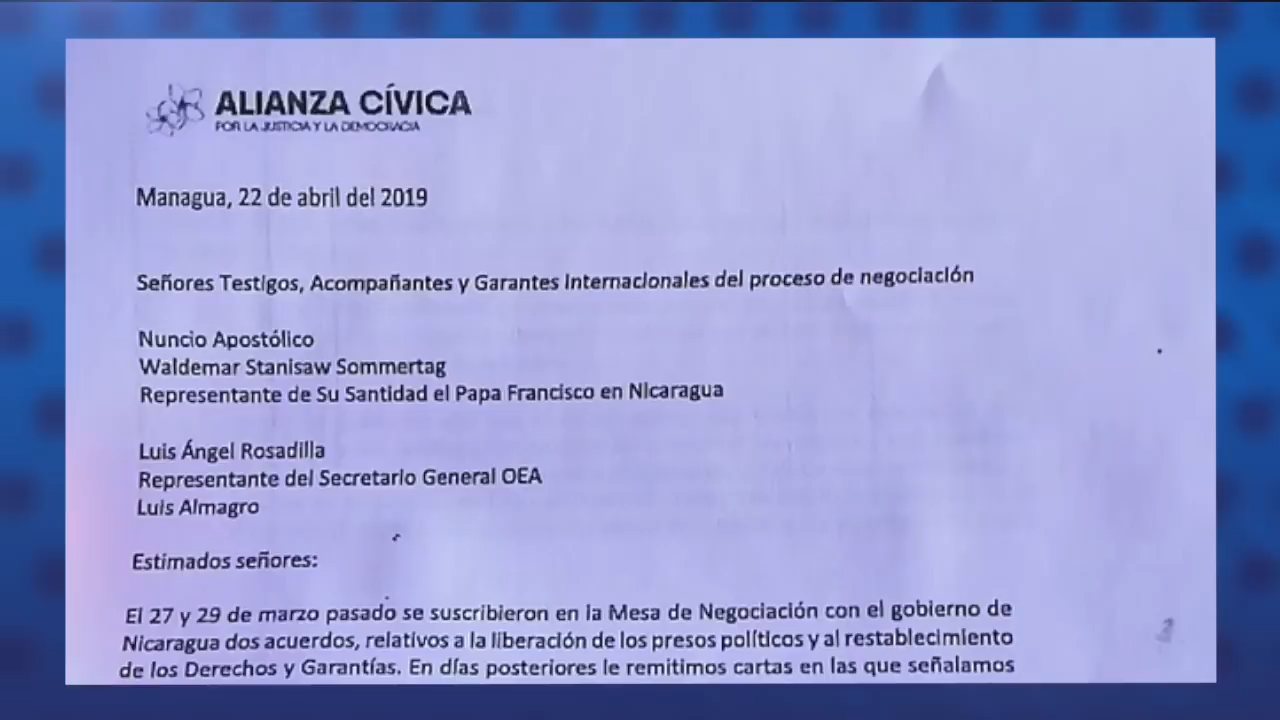 ALIANZA CÍVICA
POR LA JUSTICIA Y LA DEMOCRACIA
Managua, 22 de abril del 2019
Señores Testigos, Acompañantes y Garantes Internacionales del proceso de negociación
Nuncio Apostólico
Waldemar Stanisaw Sommertag
Representante de Su Santidad el Papa Francisco en Nicaragua
Luis Ángel Rosadilla
Representante del Secretario General OEA
Luis Almagro
Estimados señores:
El 27 y 29 de marzo pasado se suscribieron en la Mesa de Negociación con el gobierno de
Nicaragua dos acuerdos, relativos a la liberación de los presos políticos y al restablecimiento
de los Derechos y Garantías. En días posteriores le remitimos cartas en las que señalamos